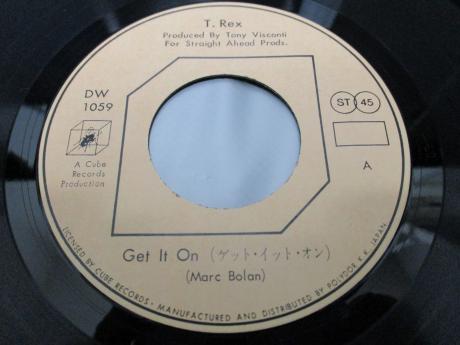 T. Rex
Produced By Tony Visconti
For Straight Ahead Prods.
DW
1059
ST 45
A Cube
Records
Production
A
Get It On (ゲット・イット・オン)
(Marc Bolan)
LICENSED BY CUBE RECORDS • MANUFACTURED AND DISTRIBUTED BY POLYDOR K.K. JAPAN